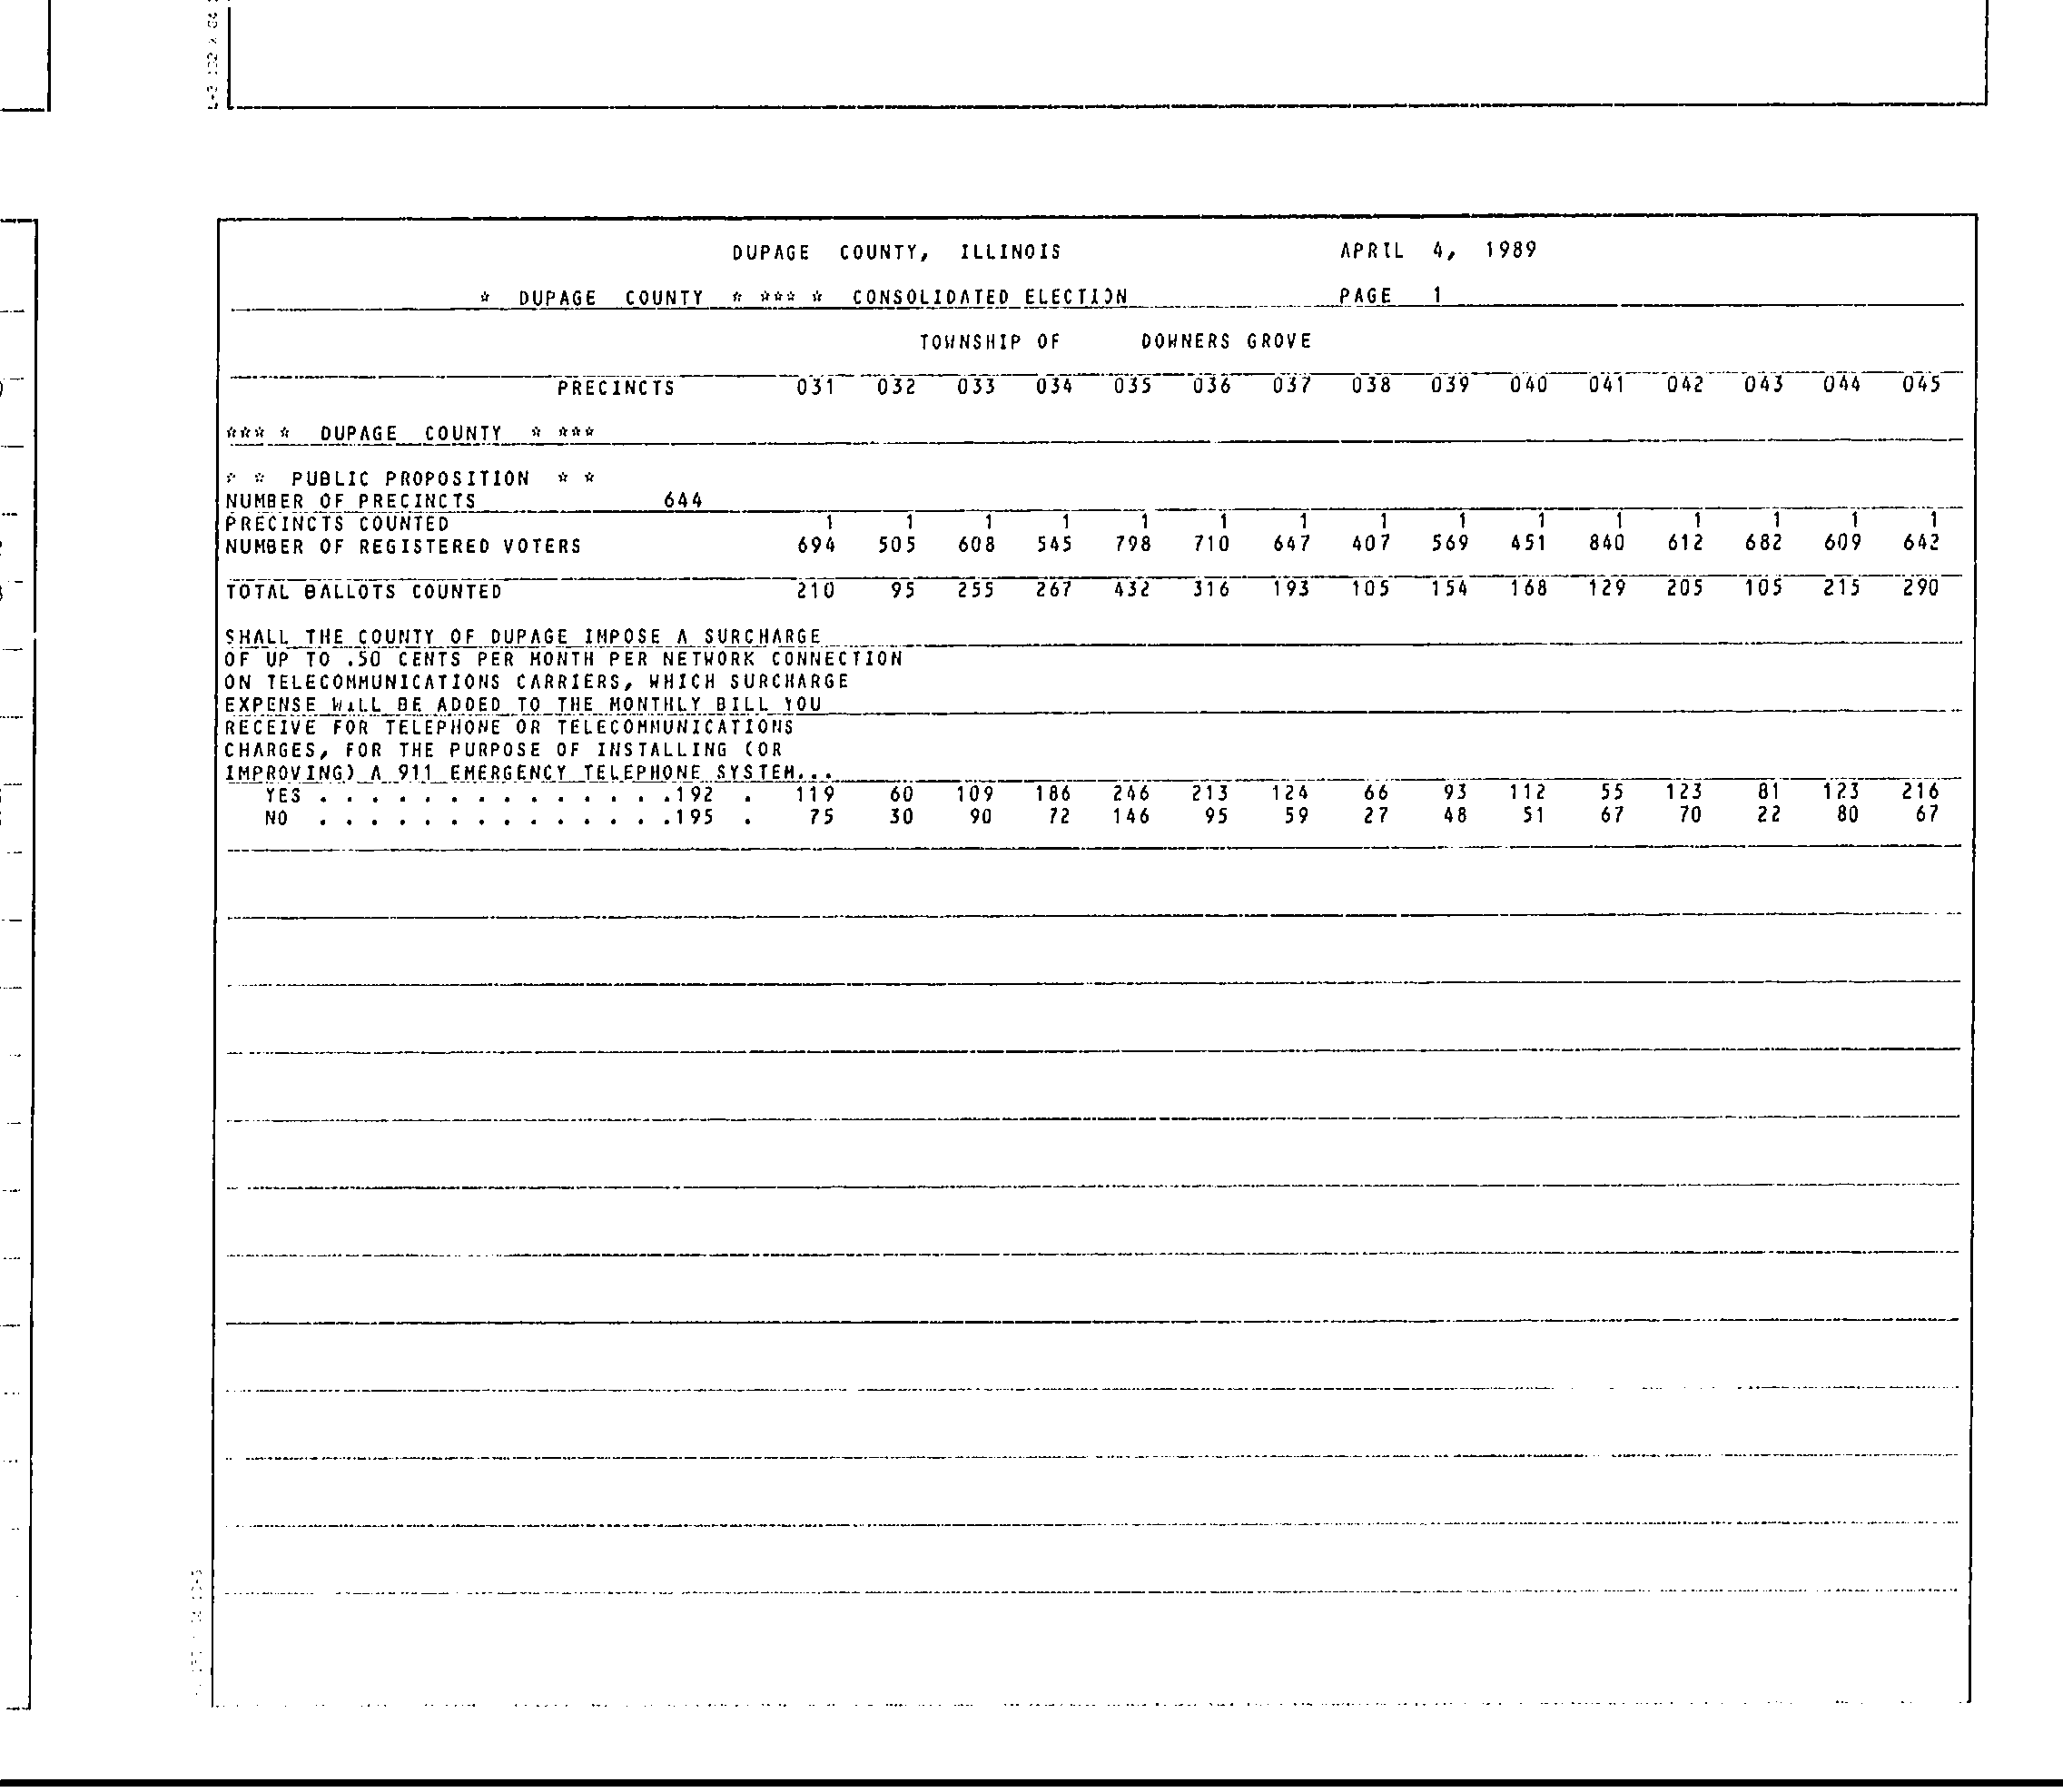 DUPAGE COUNTY, ILLINOIS APRIL 4, 1989
* DUPAGE COUNTY * *** * CONSOLIDATED ELECTION PAGE 1
TOWNSHIP OF DOWNERS GROVE
PRECINCTS 031 032 033 034 035 036 037 038 039 040 041 042 043 044 045
*** * DUPAGE COUNTY * ***
* * PUBLIC PROPOSITION * *
NUMBER OF PRECINCTS 644
PRECINCTS COUNTED 1 1 1 1 1 1 1 1 1 1 1 1 1 1 1
NUMBER OF REGISTERED VOTERS 694 505 608 545 798 710 647 407 569 451 840 612 682 609 642
TOTAL BALLOTS COUNTED 210 95 255 267 432 316 193 105 154 168 129 205 105 215 290
SHALL THE COUNTY OF DUPAGE IMPOSE A SURCHARGE
OF UP TO .50 CENTS PER MONTH PER NETWORK CONNECTION
ON TELECOMMUNICATIONS CARRIERS, WHICH SURCHARGE
EXPENSE WILL BE ADDED TO THE MONTHLY BILL YOU
RECEIVE FOR TELEPHONE OR TELECOMMUNICATIONS
CHARGES, FOR THE PURPOSE OF INSTALLING (OR
IMPROVING) A 911 EMERGENCY TELEPHONE SYSTEM...
YES . . . . . . . . . . . . . . .192 . 119 60 109 186 246 213 124 66 93 112 55 123 81 123 216
NO . . . . . . . . . . . . . . .195 . 75 30 90 72 146 95 59 27 48 51 67 70 22 80 67